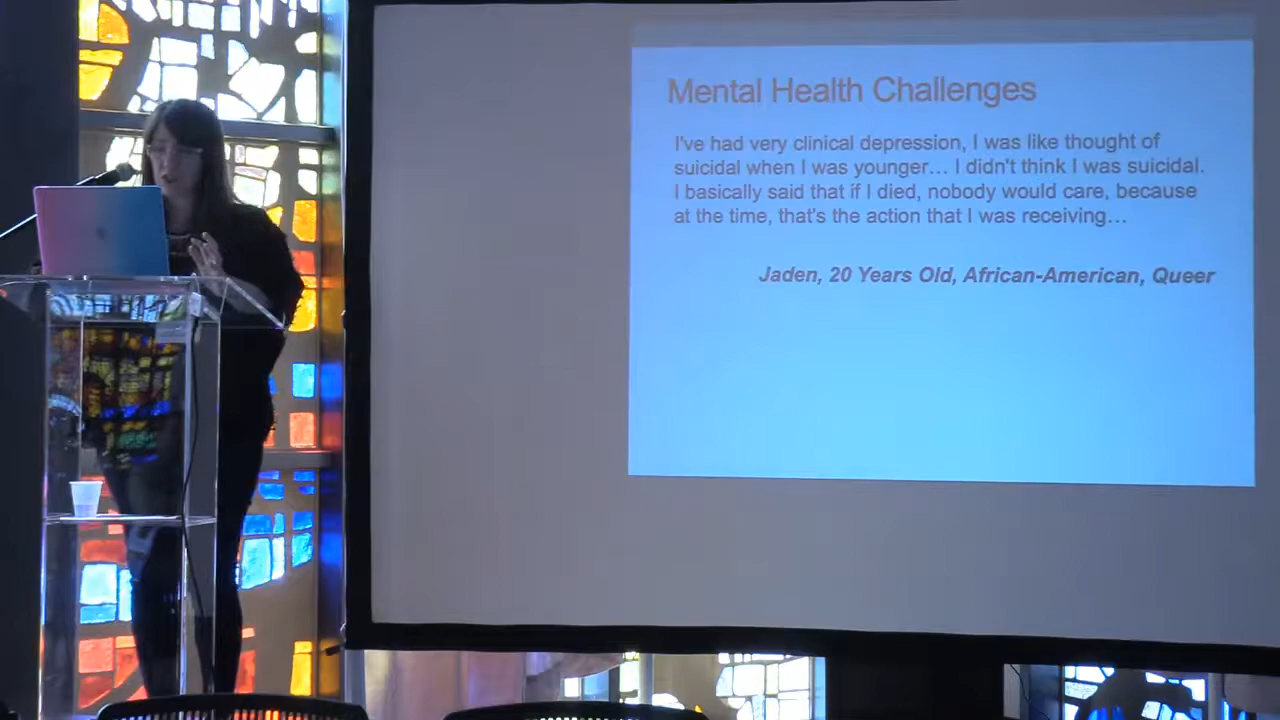 Mental Health Challenges
I've had very clinical depression, I was like thought of
suicidal when I was younger... I didn't think I was suicidal.
I basically said that if I died, nobody would care, because
at the time, that's the action that I was receiving...
Jaden, 20 Years Old, African-American, Queer